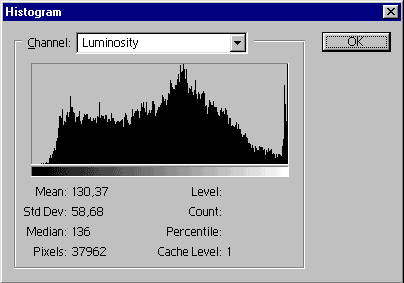 Histogram
Channel: Luminosity
OK
Mean: 130,37 Level:
Std Dev: 58,68 Count:
Median: 136 Percentile:
Pixels: 37962 Cache Level: 1